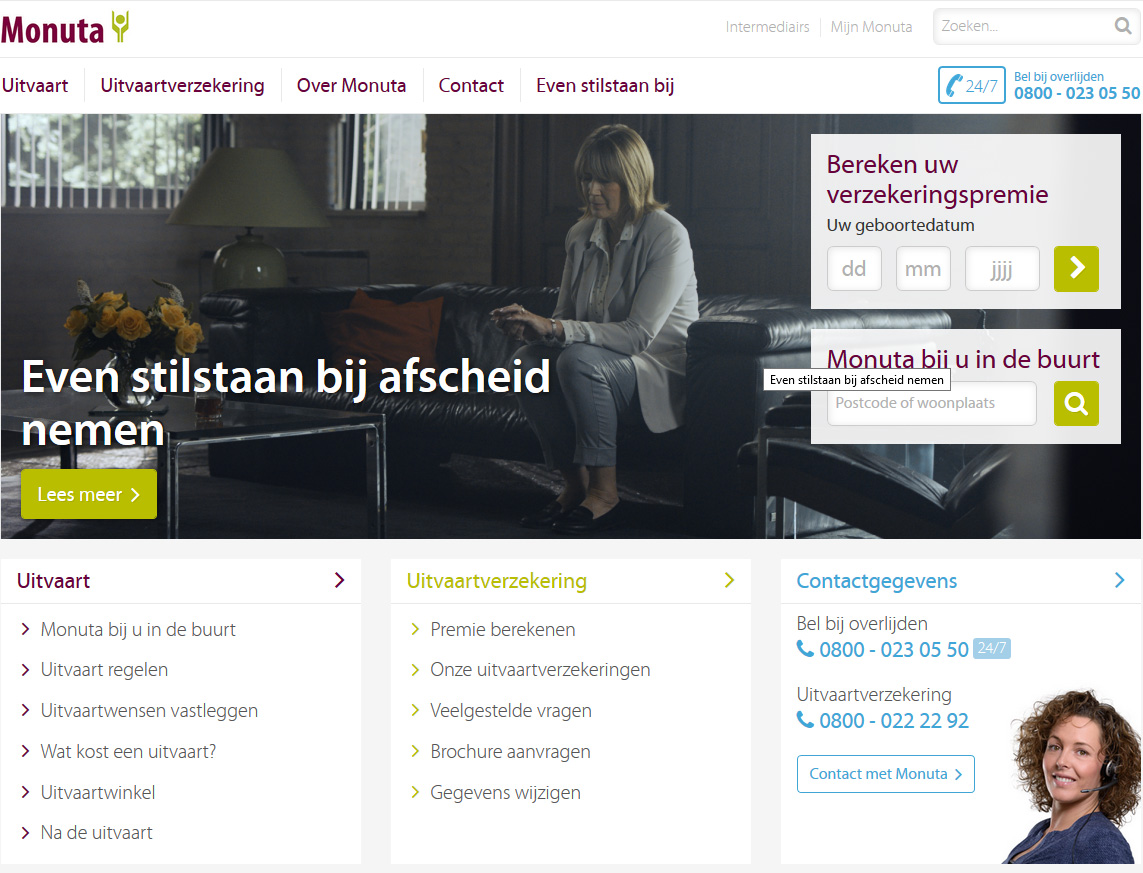 Monuta
Intermediairs
Mijn Monuta
Zoeken...
Uitvaart
Uitvaartverzekering
Over Monuta
Contact
Even stilstaan bij
24/7
Bel bij overlijden
0800 - 023 05 50
Even stilstaan bij afscheid
nemen
Lees meer
Bereken uw
verzekeringspremie
Uw geboortedatum
dd
mm
jjjj
Monuta bij u in de buurt
Even stilstaan bij afscheid nemen
Postcode of woonplaats
Uitvaart
Monuta bij u in de buurt
Uitvaart regelen
Uitvaartwensen vastleggen
Wat kost een uitvaart?
Uitvaartwinkel
Na de uitvaart
Uitvaartverzekering
Premie berekenen
Onze uitvaartverzekeringen
Veelgestelde vragen
Brochure aanvragen
Gegevens wijzigen
Contactgegevens
Bel bij overlijden
0800 - 023 05 50 24/7
Uitvaartverzekering
0800 - 022 22 92
Contact met Monuta